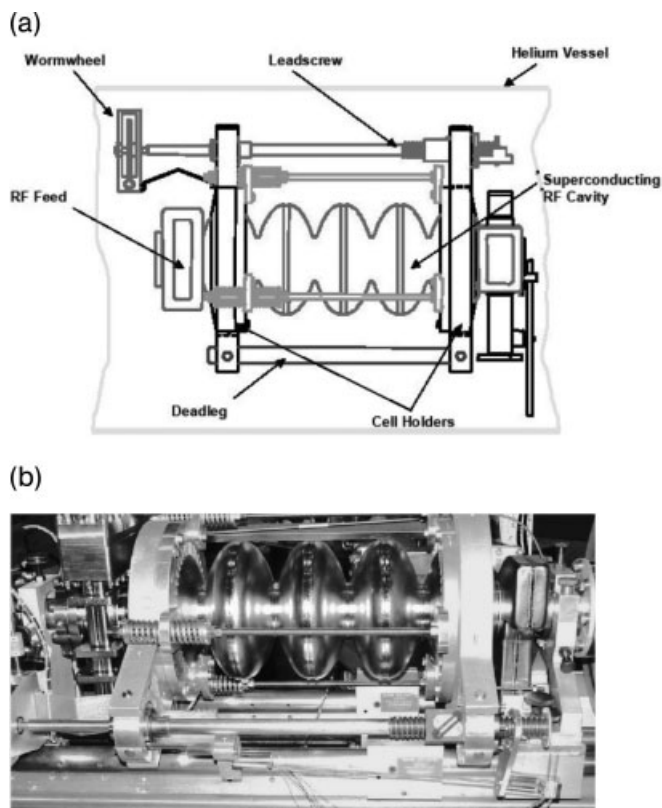 (a)
Wormwheel
Leadscrew
Helium Vessel
RF Feed
Superconducting
RF Cavity
Deadleg
Cell Holders
(b)